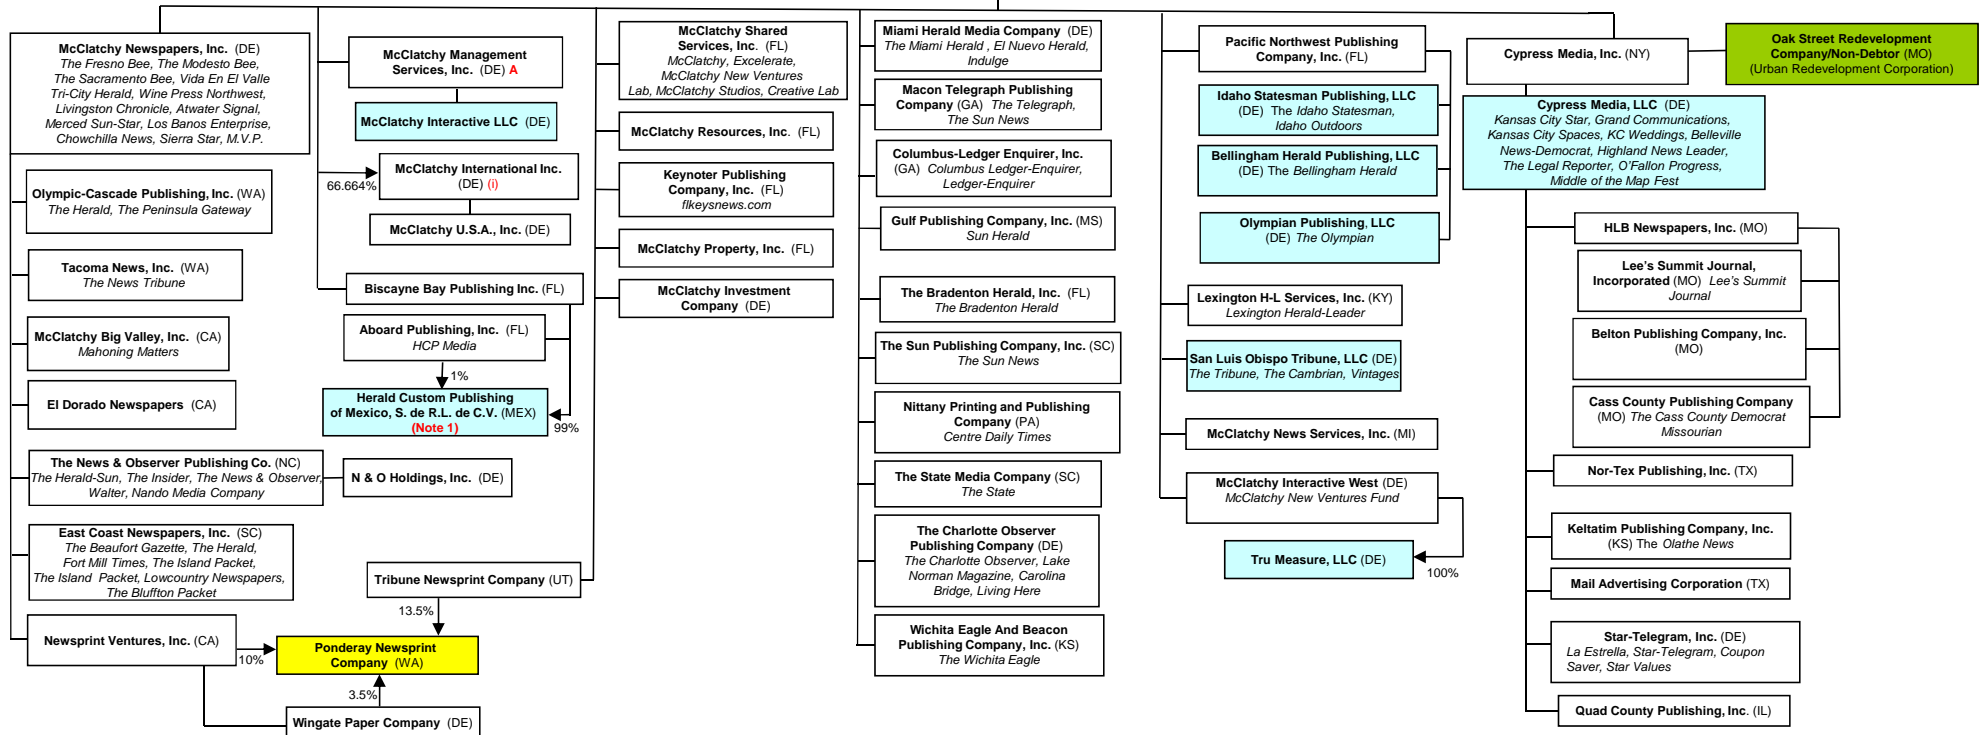 McClatchy Newspapers, Inc. (DE)
The Fresno Bee, The Modesto Bee,
The Sacramento Bee, Vida En El Valle
Tri-City Herald, Wine Press Northwest,
Livingston Chronicle, Atwater Signal,
Merced Sun-Star, Los Banos Enterprise,
Chowchilla News, Sierra Star, M.V.P.
Olympic-Cascade Publishing, Inc. (WA)
The Herald, The Peninsula Gateway
Tacoma News, Inc. (WA)
The News Tribune
McClatchy Big Valley, Inc. (CA)
Mahoning Matters
El Dorado Newspapers (CA)
The News & Observer Publishing Co. (NC)
The Herald-Sun, The Insider, The News & Observer,
Walter, Nando Media Company
N & O Holdings, Inc. (DE)
East Coast Newspapers, Inc. (SC)
The Beaufort Gazette, The Herald,
Fort Mill Times, The Island Packet,
The Island Packet, Lowcountry Newspapers,
The Bluffton Packet
Newsprint Ventures, Inc. (CA)
10%
Ponderay Newsprint
Company (WA)
3.5%
Wingate Paper Company (DE)
McClatchy Management
Services, Inc. (DE) A
McClatchy Interactive LLC (DE)
66.664%
McClatchy International Inc.
(DE) (i)
McClatchy U.S.A., Inc. (DE)
Biscayne Bay Publishing Inc. (FL)
Aboard Publishing, Inc. (FL)
HCP Media
1%
Herald Custom Publishing
of Mexico, S. de R.L. de C.V. (MEX)
(Note 1)
99%
Tribune Newsprint Company (UT)
13.5%
McClatchy Shared
Services, Inc. (FL)
McClatchy, Excelerate,
McClatchy New Ventures
Lab, McClatchy Studios, Creative Lab
McClatchy Resources, Inc. (FL)
Keynoter Publishing
Company, Inc. (FL)
flkeysnews.com
McClatchy Property, Inc. (FL)
McClatchy Investment
Company (DE)
Miami Herald Media Company (DE)
The Miami Herald , El Nuevo Herald,
Indulge
Macon Telegraph Publishing
Company (GA) The Telegraph,
The Sun News
Columbus-Ledger Enquirer, Inc.
(GA) Columbus Ledger-Enquirer,
Ledger-Enquirer
Gulf Publishing Company, Inc. (MS)
Sun Herald
The Bradenton Herald, Inc. (FL)
The Bradenton Herald
The Sun Publishing Company, Inc. (SC)
The Sun News
Nittany Printing and Publishing
Company (PA)
Centre Daily Times
The State Media Company (SC)
The State
The Charlotte Observer
Publishing Company (DE)
The Charlotte Observer, Lake
Norman Magazine, Carolina
Bridge, Living Here
Wichita Eagle And Beacon
Publishing Company, Inc. (KS)
The Wichita Eagle
Pacific Northwest Publishing
Company, Inc. (FL)
Idaho Statesman Publishing, LLC
(DE) The Idaho Statesman,
Idaho Outdoors
Bellingham Herald Publishing, LLC
(DE) The Bellingham Herald
Olympian Publishing, LLC
(DE) The Olympian
Lexington H-L Services, Inc. (KY)
Lexington Herald-Leader
San Luis Obispo Tribune, LLC (DE)
The Tribune, The Cambrian, Vintages
McClatchy News Services, Inc. (MI)
McClatchy Interactive West (DE)
McClatchy New Ventures Fund
Tru Measure, LLC (DE)
100%
Cypress Media, Inc. (NY)
Oak Street Redevelopment
Company/Non-Debtor (MO)
(Urban Redevelopment Corporation)
Cypress Media, LLC (DE)
Kansas City Star, Grand Communications,
Kansas City Spaces, KC Weddings, Belleville
News-Democrat, Highland News Leader,
The Legal Reporter, O'Fallon Progress,
Middle of the Map Fest
HLB Newspapers, Inc. (MO)
Lee's Summit Journal,
Incorporated (MO) Lee's Summit
Journal
Belton Publishing Company, Inc.
(MO)
Cass County Publishing Company
(MO) The Cass County Democrat
Missourian
Nor-Tex Publishing, Inc. (TX)
Keltatim Publishing Company, Inc.
(KS) The Olathe News
Mail Advertising Corporation (TX)
Star-Telegram, Inc. (DE)
La Estrella, Star-Telegram, Coupon
Saver, Star Values
Quad County Publishing, Inc. (IL)